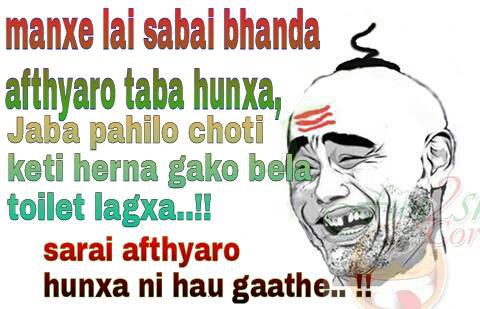 manxe lai sabai bhanda
afthyaro taba hunxa,
Jaba pahilo choti
keti herna gako bela
toilet lagxa..!!
sarai afthyaro
hunxa ni hau gaathe.. !!